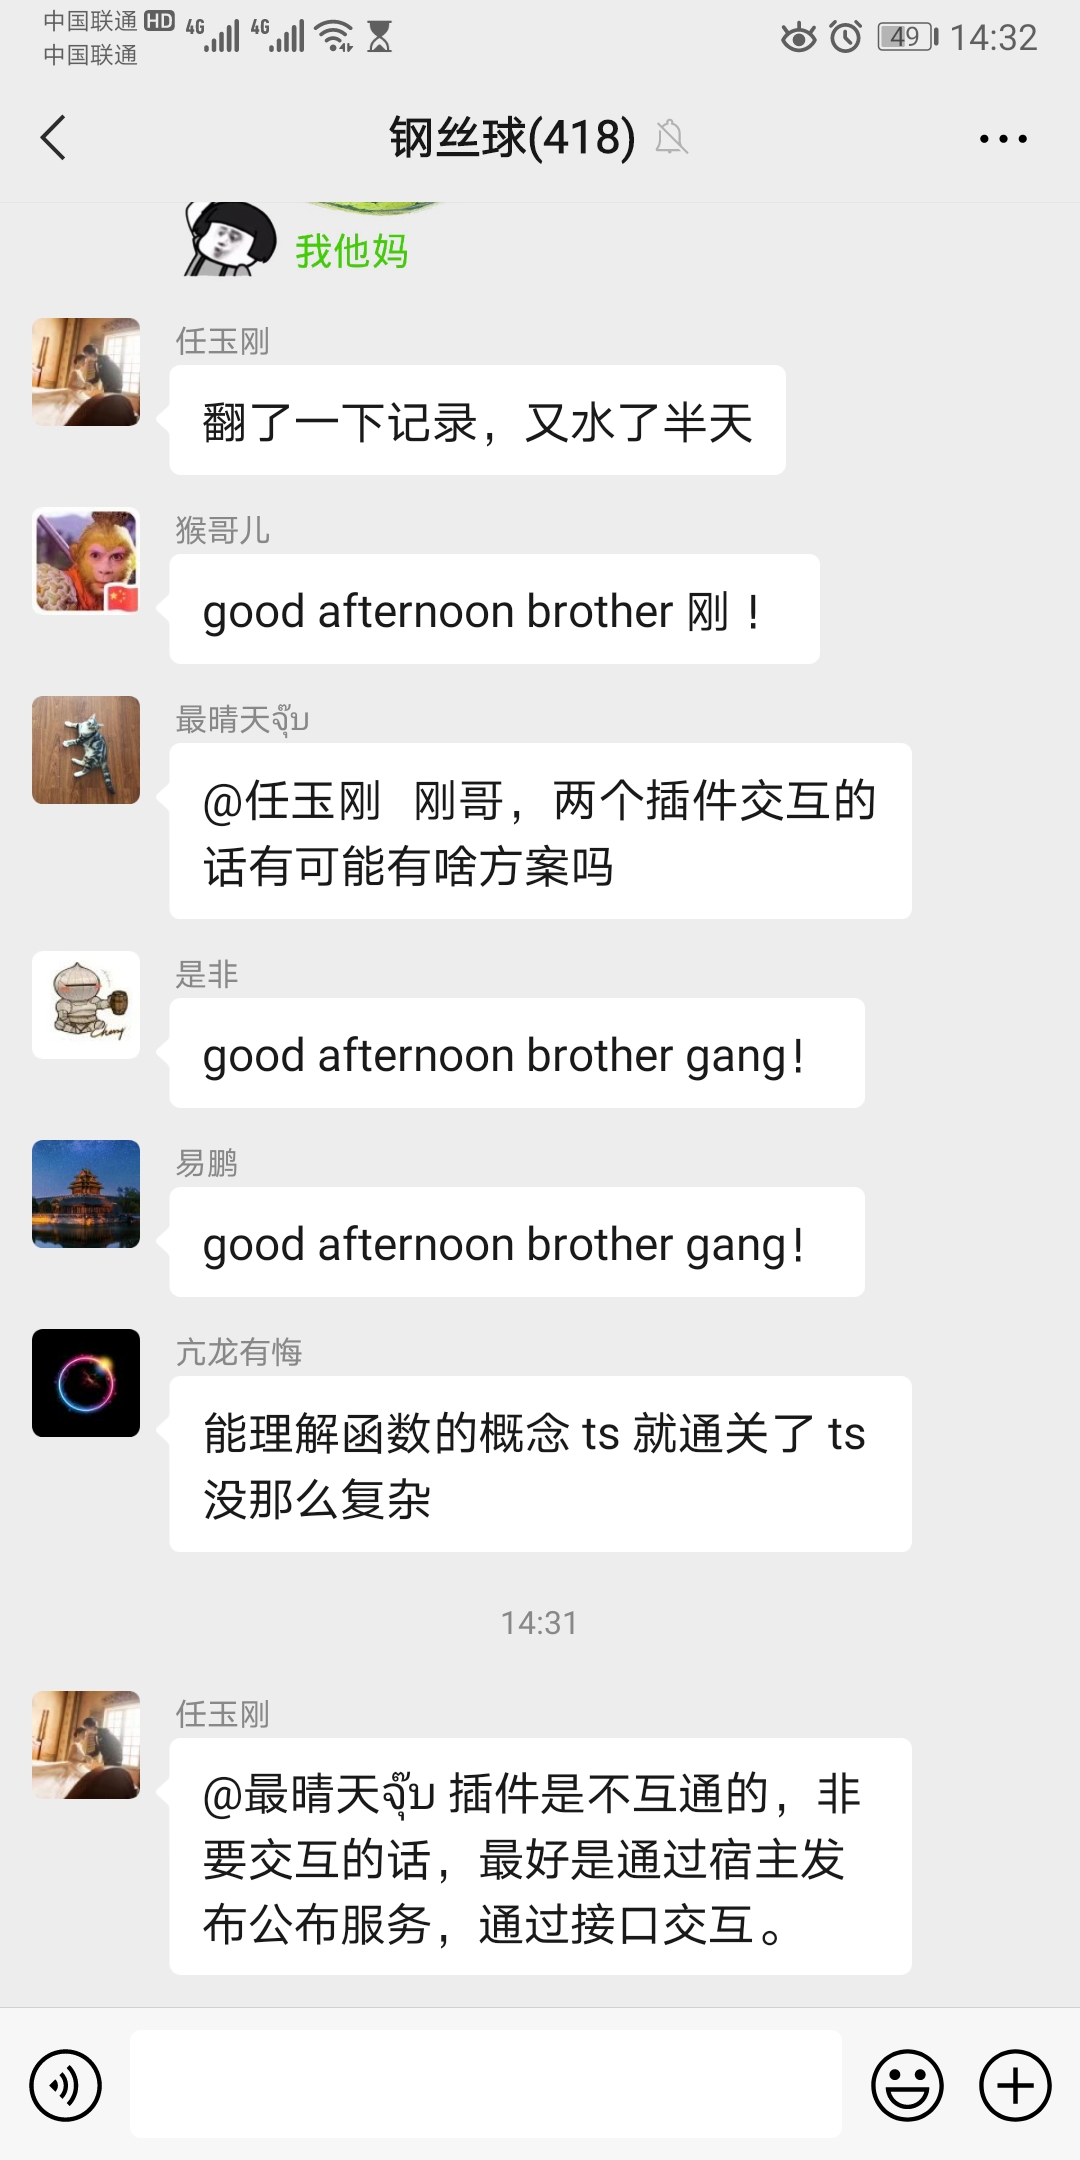 中国联通 HD 4G 4G
中国联通
49 14:32
钢丝球(418)
我他妈
任玉刚
翻了一下记录，又水了半天
猴哥儿
good afternoon brother 刚！
最晴天จุ๊บ
@任玉刚 刚哥，两个插件交互的
话有可能有啥方案吗
是非
Cherry
good afternoon brother gang！
易鹏
good afternoon brother gang！
亢龙有悔
能理解函数的概念 ts 就通关了 ts
没那么复杂
14:31
任玉刚
@最晴天จุ๊บ 插件是不互通的，非
要交互的话，最好是通过宿主发
布公布服务，通过接口交互。